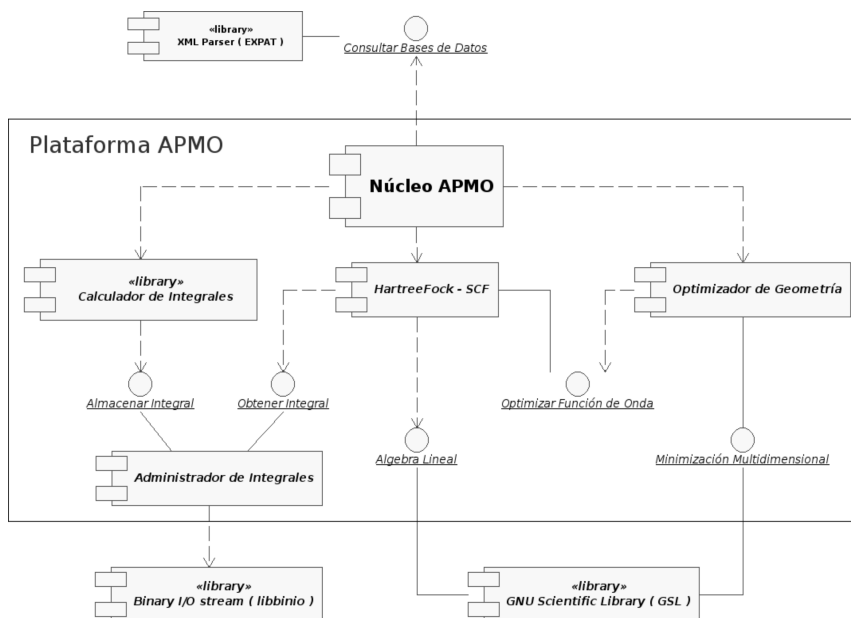 «library»
XML Parser ( EXPAT )
Consultar Bases de Datos
Plataforma APMO
Núcleo APMO
«library»
Calculador de Integrales
HartreeFock - SCF
Optimizador de Geometría
Almacenar Integral
Obtener Integral
Optimizar Función de Onda
Algebra Lineal
Minimización Multidimensional
Administrador de Integrales
«library»
Binary I/O stream ( libbinio )
«library»
GNU Scientific Library ( GSL )